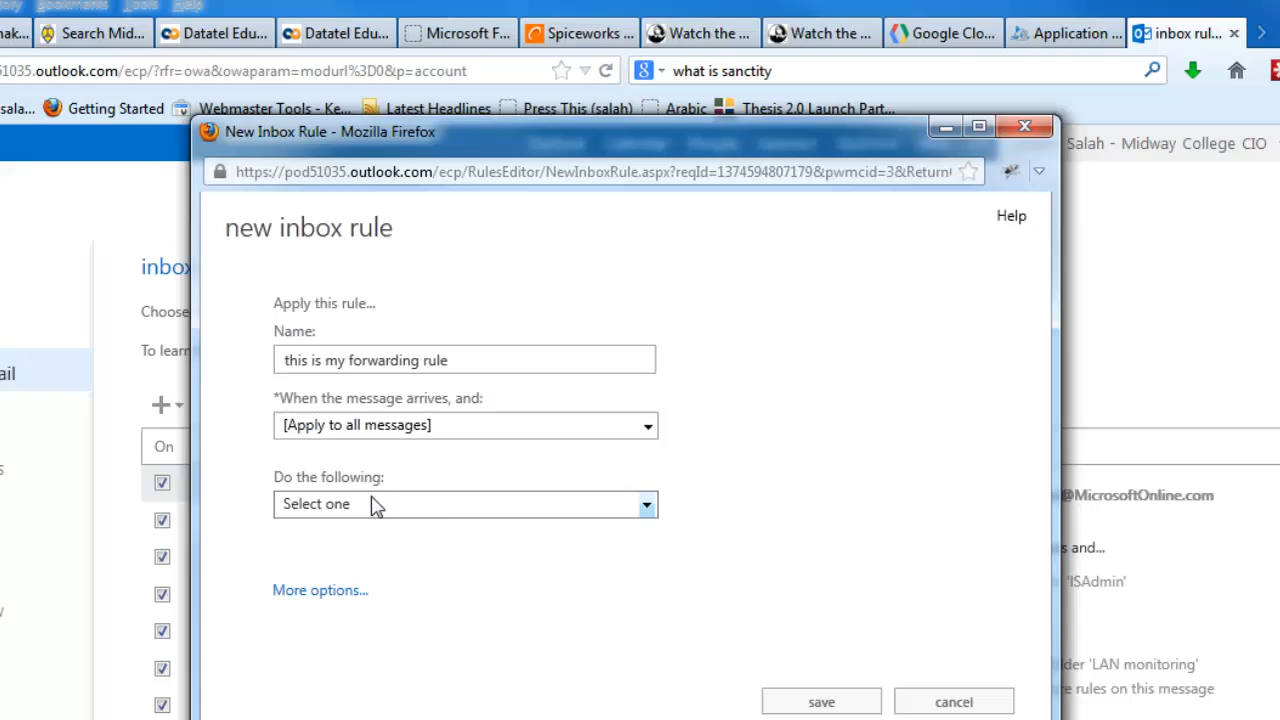 Bookmarks Tools Help
Search Mid...
Datatel Edu...
Datatel Edu...
Microsoft F...
Spiceworks ...
Watch the ...
Watch the ...
Google Clo...
Application ...
inbox rul...
51035.outlook.com/ecp/?rfr=owa&owaparam=modurl%3D0&p=account
what is sanctity
sala...
Getting Started
Webmaster Tools - Ke...
Latest Headlines
Press This (salah)
Arabic
Thesis 2.0 Launch Part...
New Inbox Rule - Mozilla Firefox
Salah - Midway College CIO
https://pod51035.outlook.com/ecp/RulesEditor/NewInboxRule.aspx?reqId=1374594807179&pwmcid=3&Return
Help
new inbox rule
inbox
Apply this rule...
Choose
Name:
To learn
this is my forwarding rule
ail
*When the message arrives, and:
[Apply to all messages]
On
Do the following:
Select one
@MicrosoftOnline.com
s and...
'ISAdmin'
More options...
der 'LAN monitoring'
re rules on this message
save
cancel